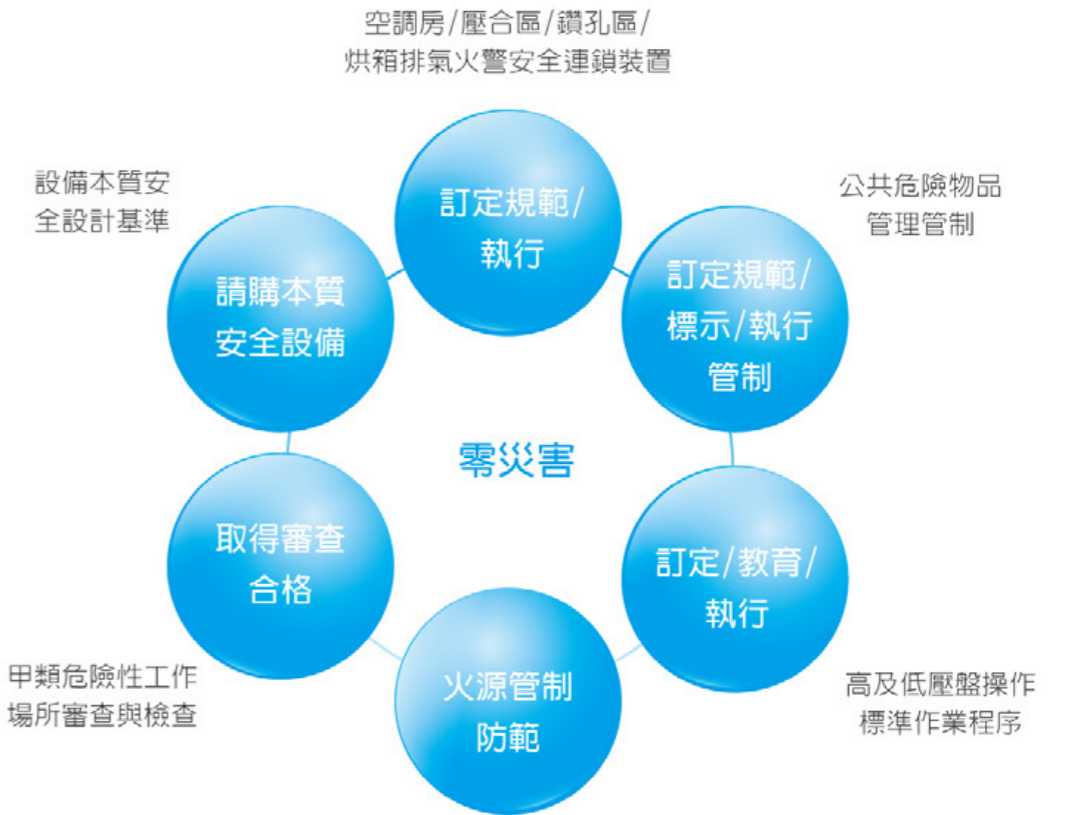 空調房/壓合區/鑽孔區/
烘箱排氣火警安全連鎖裝置
訂定規範/
執行
公共危險物品
管理管制
訂定規範/
標示/執行
管制
訂定/教育/
執行
高及低壓盤操作
標準作業程序
火源管制
防範
取得審查
合格
甲類危險性工作
場所審查與檢查
設備本質安
全設計基準
請購本質
安全設備
零災害